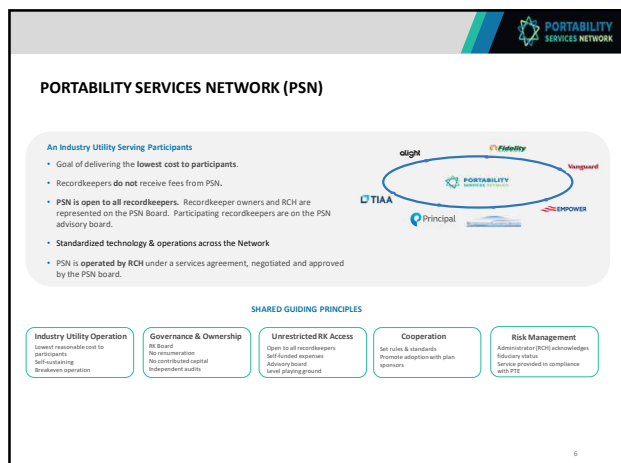 PORTABILITY
SERVICES NETWORK
PORTABILITY SERVICES NETWORK (PSN)
An Industry Utility Serving Participants
• Goal of delivering the lowest cost to participants.
• Recordkeepers do not receive fees from PSN.
• PSN is open to all recordkeepers. Recordkeeper owners and RCH are
represented on the PSN Board. Participating recordkeepers are on the PSN
advisory board.
• Standardized technology & operations across the Network
• PSN is operated by RCH under a services agreement, negotiated and approved
by the PSN board.
alight
Fidelity
Vanguard
PORTABILITY
SERVICES NETWORK
TIAA
EMPOWER
Principal
SHARED GUIDING PRINCIPLES
Industry Utility Operation
Lowest reasonable cost to
participants
Self-sustaining
Breakeven operation
Governance & Ownership
RK Board
No renumeration
No contributed capital
Independent audits
Unrestricted RK Access
Open to all recordkeepers
Self-funded expenses
Advisory board
Level playing ground
Cooperation
Set rules & standards
Promote adoption with plan
sponsors
Risk Management
Administrator (RCH) acknowledges
fiduciary status
Service provided in compliance
with PTE
6